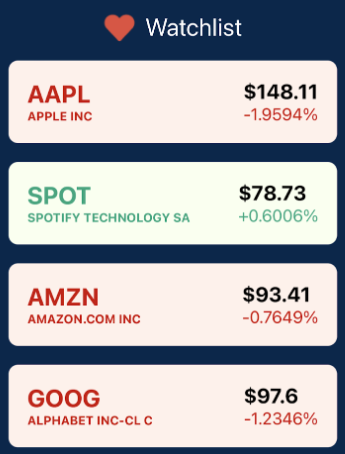 Watchlist
AAPL $148.11
APPLE INC -1.9594%
SPOT $78.73
SPOTIFY TECHNOLOGY SA +0.6006%
AMZN $93.41
AMAZON.COM INC -0.7649%
GOOG $97.6
ALPHABET INC-CL C -1.2346%